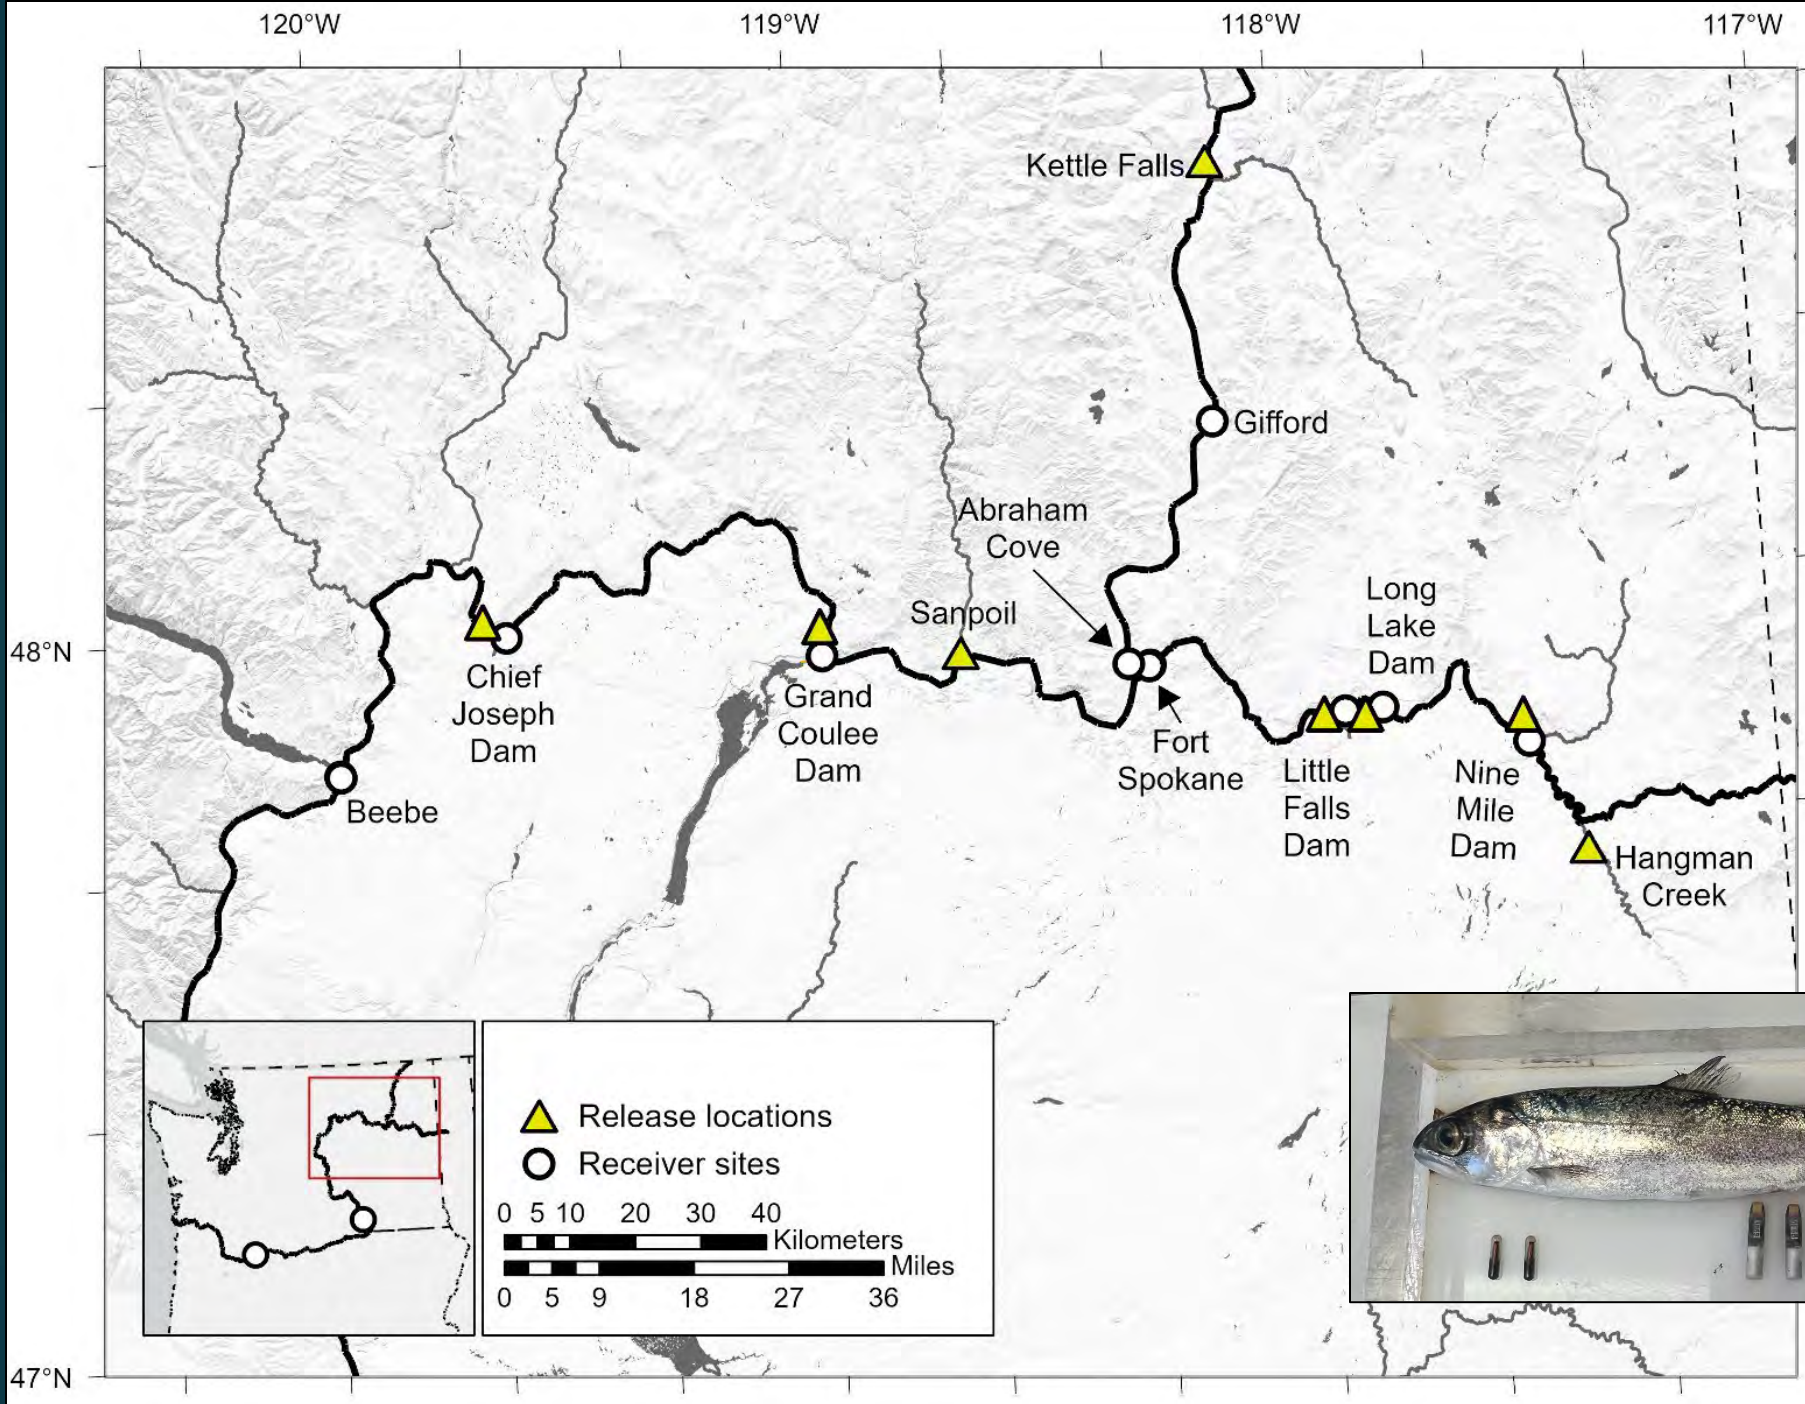 120°W
119°W
118°W
117°W
Kettle Falls
Gifford
Abraham
Cove
Sanpoil
Long
Lake
Dam
48°N
Chief
Joseph
Dam
Grand
Coulee
Dam
Fort
Spokane
Little
Falls
Dam
Nine
Mile
Dam
Beebe
Hangman
Creek
Release locations
Receiver sites
0 5 10 20 30 40
Kilometers
Miles
0 5 9 18 27 36
47°N